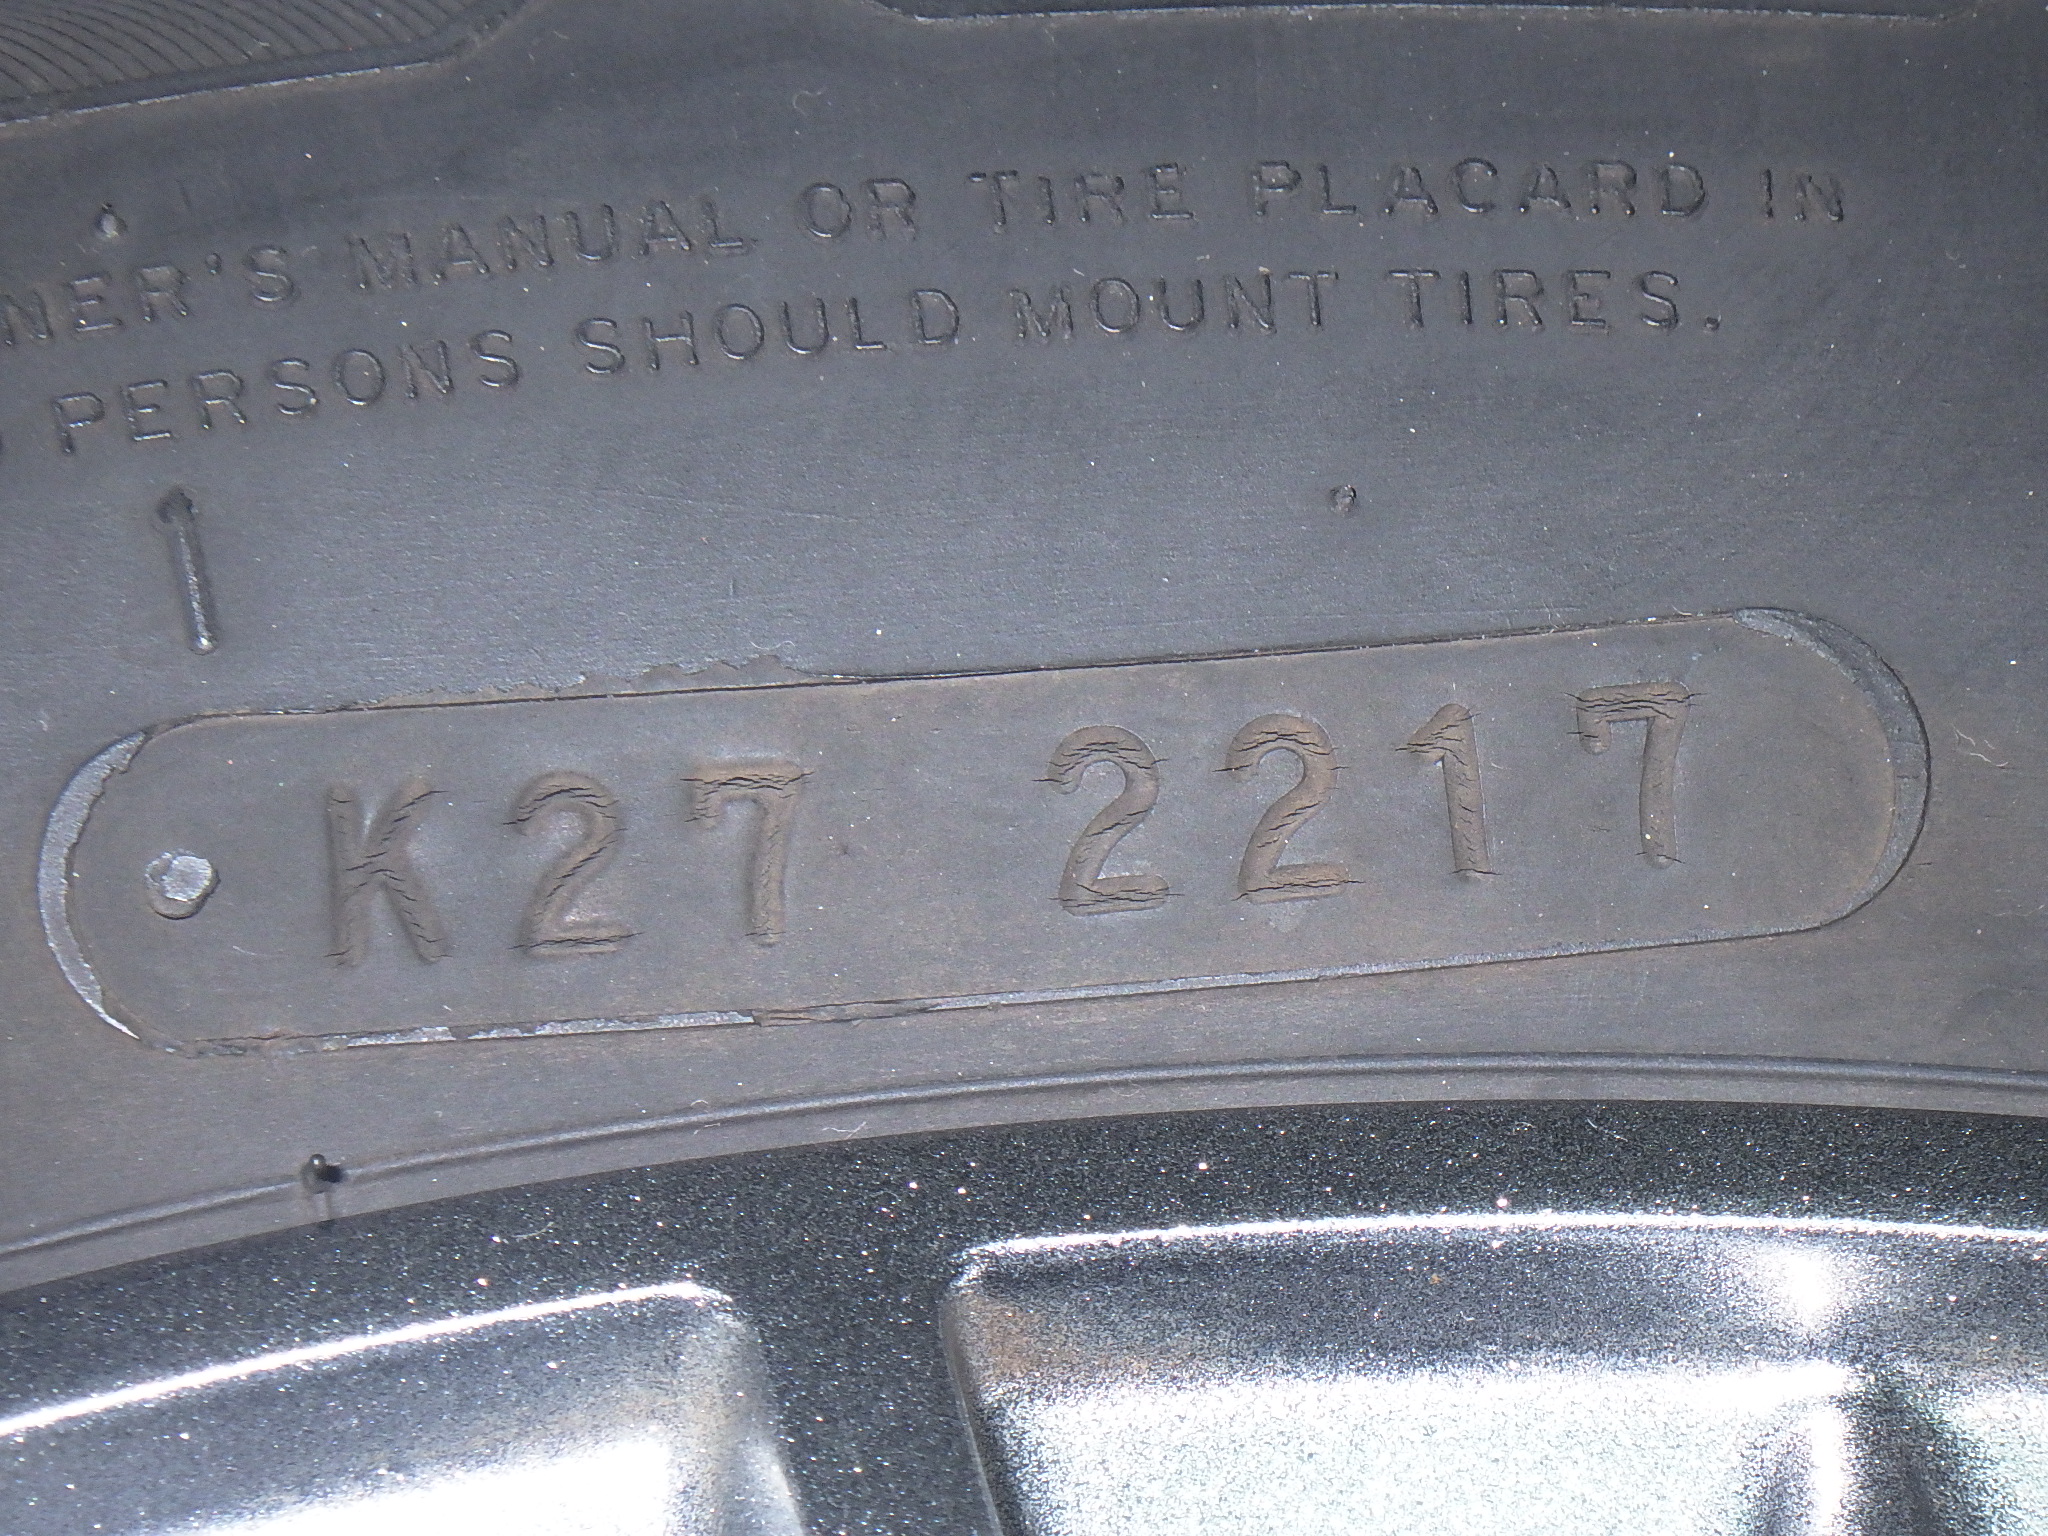 NER'S MANUAL OR TIRE PLACARD IN
PERSONS SHOULD MOUNT TIRES.
K27 2217